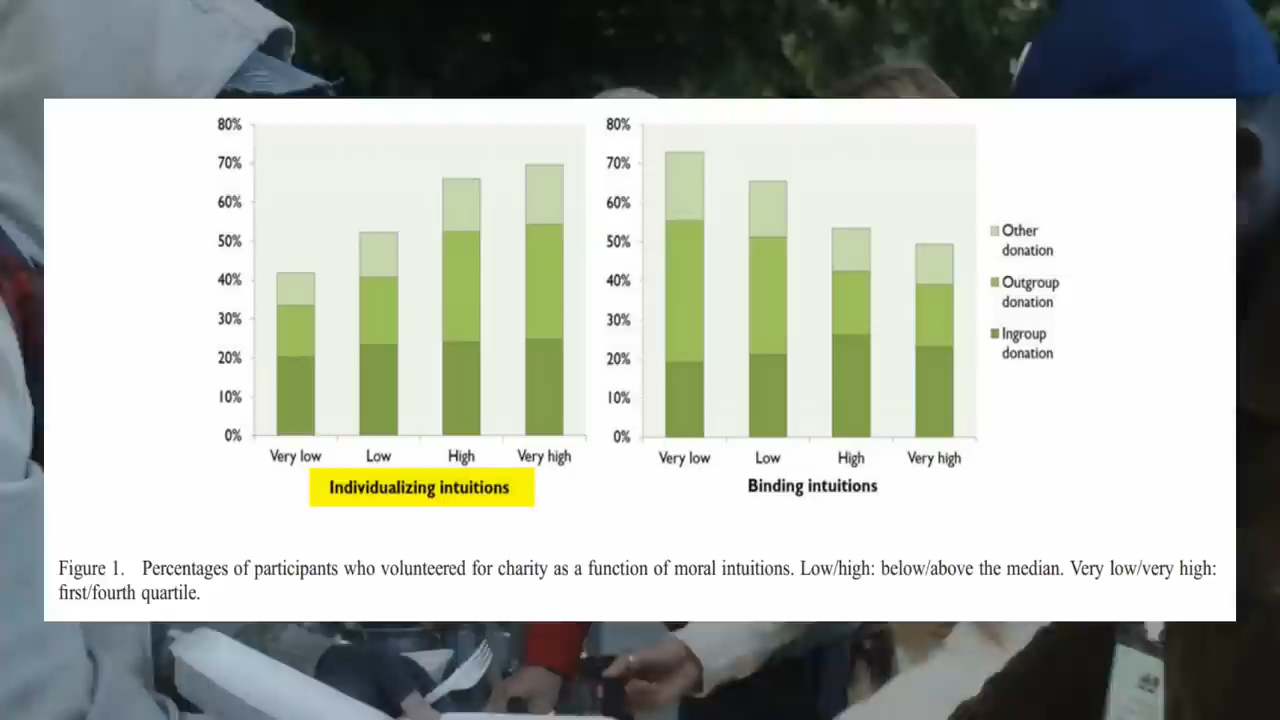 80%
70%
60%
50%
40%
30%
20%
10%
0%
Very low
Low
High
Very high
Individualizing intuitions
80%
70%
60%
50%
40%
30%
20%
10%
0%
Very low
Low
High
Very high
Binding intuitions
Other
donation
Outgroup
donation
Ingroup
donation
Figure 1. Percentages of participants who volunteered for charity as a function of moral intuitions. Low/high: below/above the median. Very low/very high:
first/fourth quartile.